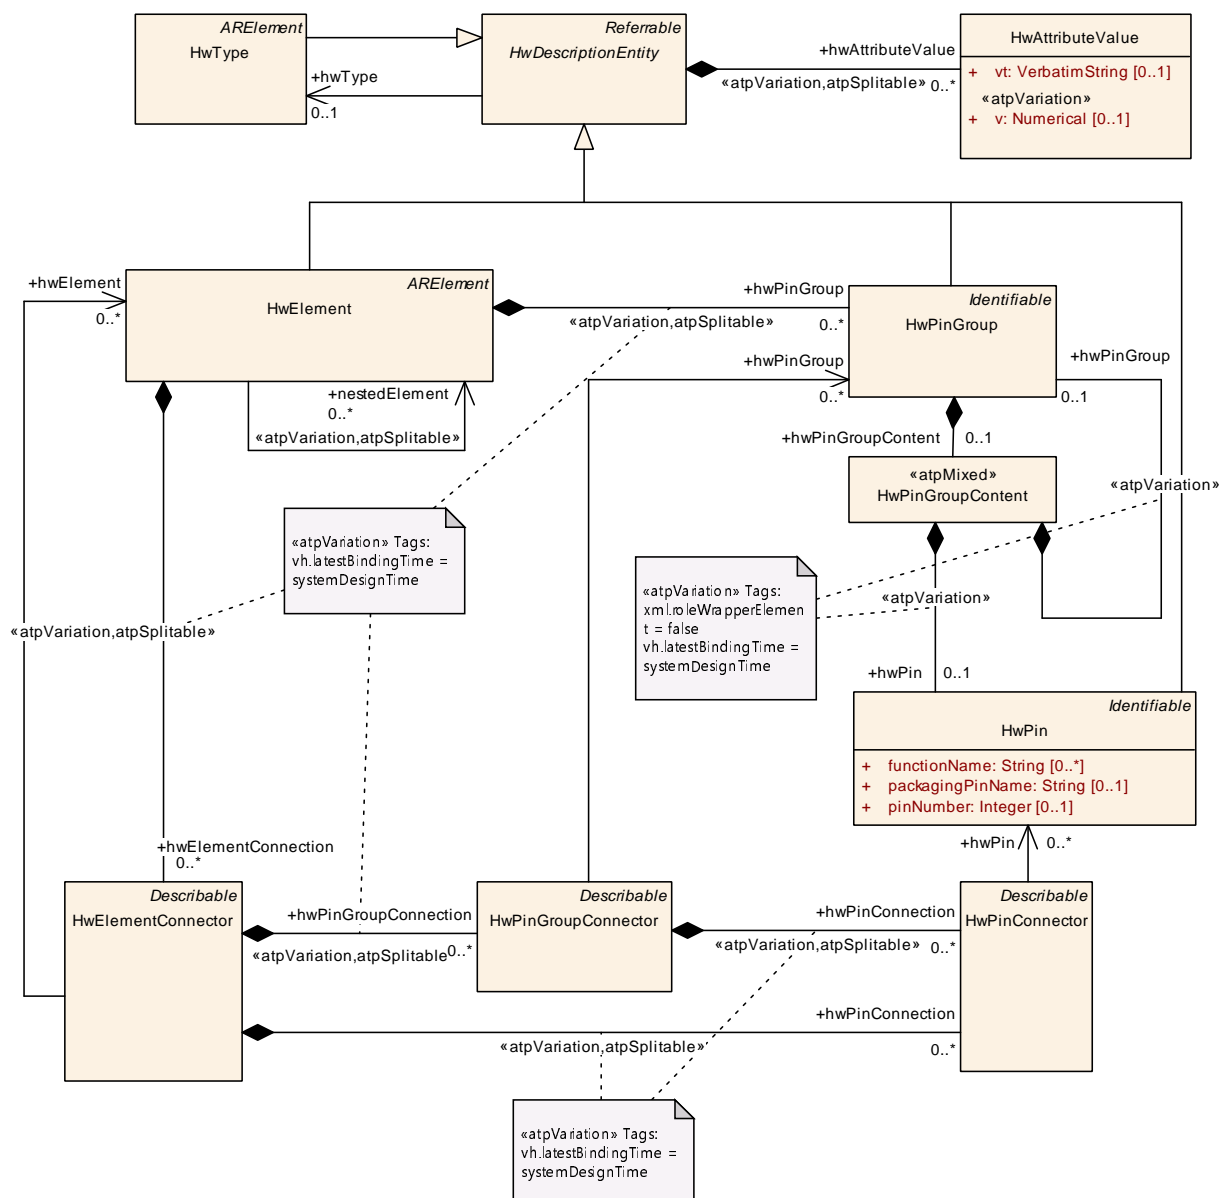 ARElement
HwType
Referrable
HwDescriptionEntity
+hwType
0..1
+hwAttributeValue
«atpVariation,atpSplitable»
0..*
HwAttributeValue
+ vt: VerbatimString [0..1]
«atpVariation»
+ v: Numerical [0..1]
+hwElement
0..*
ARElement
HwElement
+hwPinGroup
«atpVariation,atpSplitable»
0..*
Identifiable
HwPinGroup
+hwPinGroup
0..*
+hwPinGroup
0..1
+nestedElement
0..*
«atpVariation,atpSplitable»
+hwPinGroupContent
0..1
«atpMixed»
HwPinGroupContent
«atpVariation»
«atpVariation» Tags:
vh.latestBindingTime =
systemDesignTime
«atpVariation» Tags:
xml.roleWrapperElemen
t = false
vh.latestBindingTime =
systemDesignTime
«atpVariation»
«atpVariation,atpSplitable»
+hwPin
0..1
Identifiable
HwPin
+ functionName: String [0..*]
+ packagingPinName: String [0..1]
+ pinNumber: Integer [0..1]
+hwPin
0..*
+hwElementConnection
0..*
Describable
HwElementConnector
+hwPinGroupConnection
«atpVariation,atpSplitable»
0..*
Describable
HwPinGroupConnector
+hwPinConnection
«atpVariation,atpSplitable»
0..*
Describable
HwPinConnector
+hwPinConnection
«atpVariation,atpSplitable»
0..*
«atpVariation» Tags:
vh.latestBindingTime =
systemDesignTime